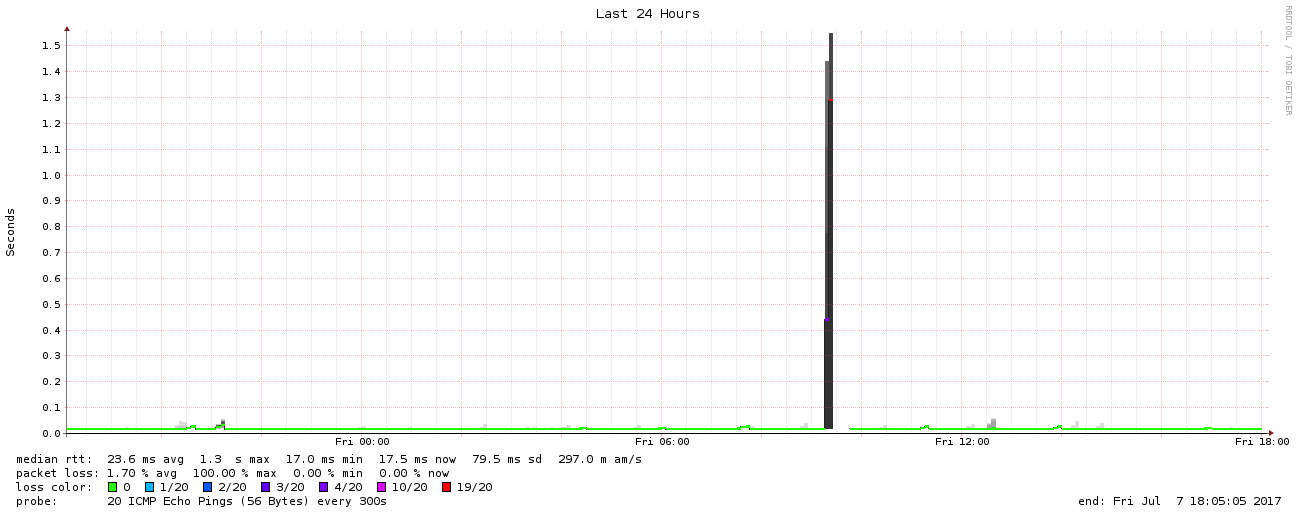 Last 24 Hours
RRDTOOL / TOBI OETIKER
Seconds
1.5
1.4
1.3
1.2
1.1
1.0
0.9
0.8
0.7
0.6
0.5
0.4
0.3
0.2
0.1
0.0
Fri 00:00 Fri 06:00 Fri 12:00 Fri 18:00
median rtt: 23.6 ms avg 1.3 s max 17.0 ms min 17.5 ms now 79.5 ms sd 297.0 m am/s
packet loss: 1.70 % avg 100.00 % max 0.00 % min 0.00 % now
loss color: 0 1/20 2/20 3/20 4/20 10/20 19/20
probe: 20 ICMP Echo Pings (56 Bytes) every 300s end: Fri Jul 7 18:05:05 2017